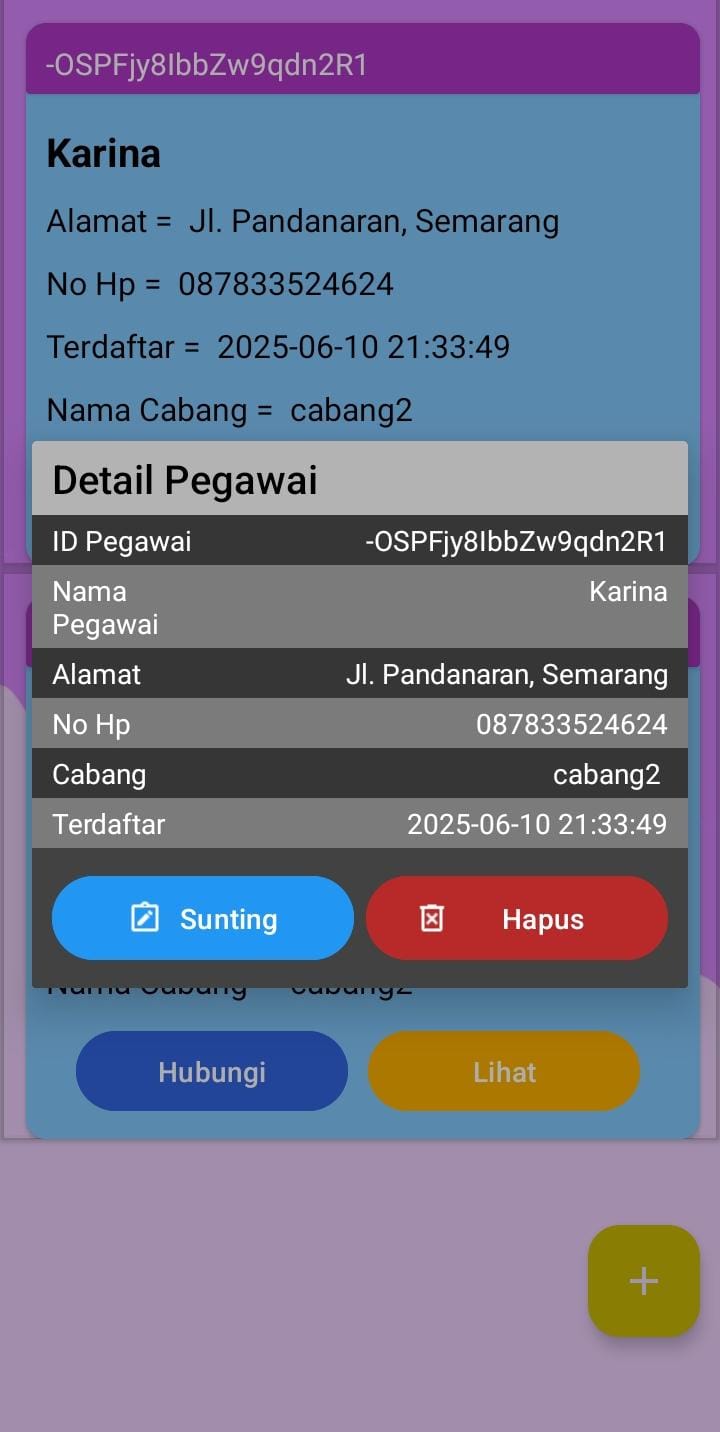 -OSPFjy8IbbZw9qdn2R1
Karina
Alamat = Jl. Pandanaran, Semarang
No Hp = 087833524624
Terdaftar = 2025-06-10 21:33:49
Nama Cabang = cabang2
Detail Pegawai
ID Pegawai -OSPFjy8IbbZw9qdn2R1
Nama Karina
Pegawai
Alamat Jl. Pandanaran, Semarang
No Hp 087833524624
Cabang cabang2
Terdaftar 2025-06-10 21:33:49
Sunting Hapus
Nama Cabang cabang2
Hubungi Lihat
+